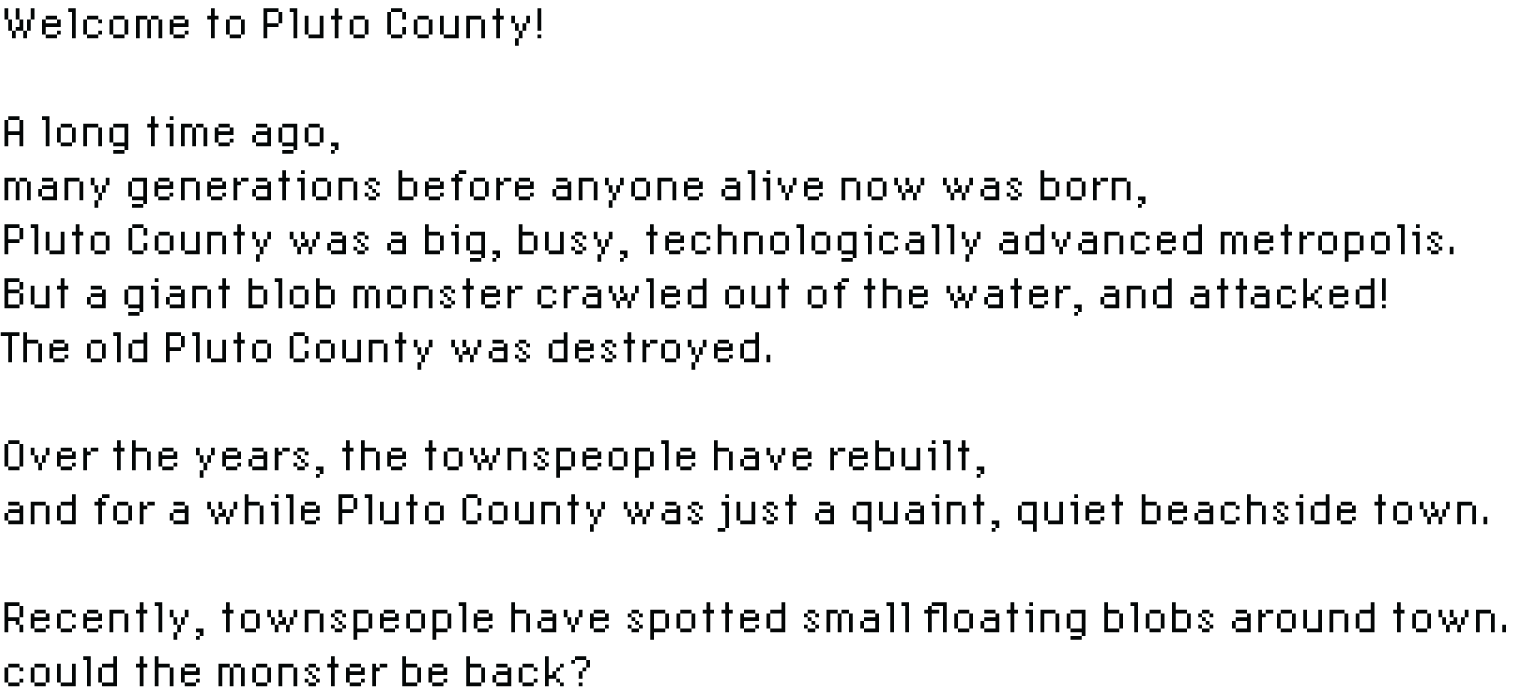 Welcome to Pluto County!
A long time ago,
many generations before anyone alive now was born,
Pluto County was a big, busy, technologically advanced metropolis.
But a giant blob monster crawled out of the water, and attacked!
The old Pluto County was destroyed.
Over the years, the townspeople have rebuilt,
and for a while Pluto County was just a quaint, quiet beachside town.
Recently, townspeople have spotted small floating blobs around town.
could the monster be back?